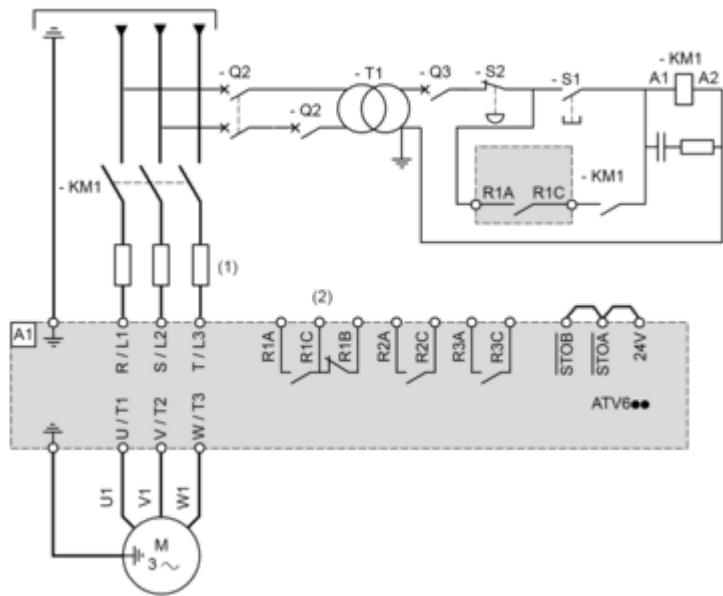 - Q2
- T1
- Q3
- S2
- S1
- KM1
A1 A2
- Q2
- KM1
R1A R1C
- KM1
(1)
(2)
A1
R / L1
S / L2
T / L3
R1A
R1C
R1B
R2A
R2C
R3A
R3C
STOB
STOA
24V
ATV6●●
U / T1
V / T2
W / T3
U1
V1
W1
M
3 ~